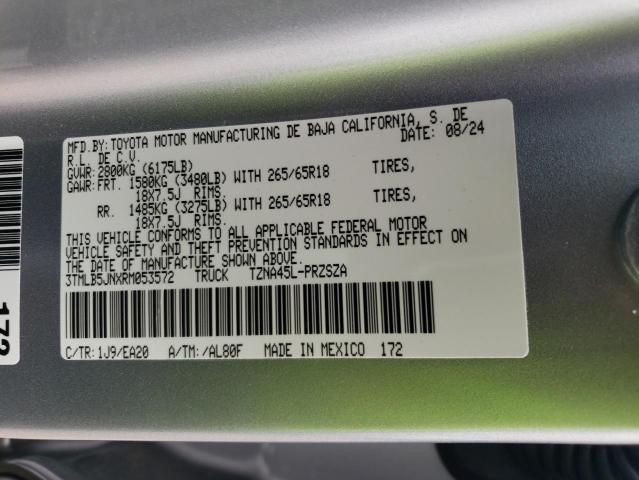 MFD.BY:TOYOTA MOTOR MANUFACTURING DE BAJA CALIFORNIA, S. DE
R.L. DE C.V. DATE: 08/24
GVWR:2800KG (6175LB)
GAWR:FRT. 1580KG (3480LB) WITH 265/65R18 TIRES,
18X7.5J RIMS.
RR. 1485KG (3275LB) WITH 265/65R18 TIRES,
18X7.5J RIMS.
THIS VEHICLE CONFORMS TO ALL APPLICABLE FEDERAL MOTOR
VEHICLE SAFETY AND THEFT PREVENTION STANDARDS IN EFFECT ON
THE DATE OF MANUFACTURE SHOWN ABOVE.
3TMLB5JNXRM053572 TRUCK TZNA45L-PRZSZA
C/TR:1J9/EA20 A/TM:/AL80F MADE IN MEXICO 172
172